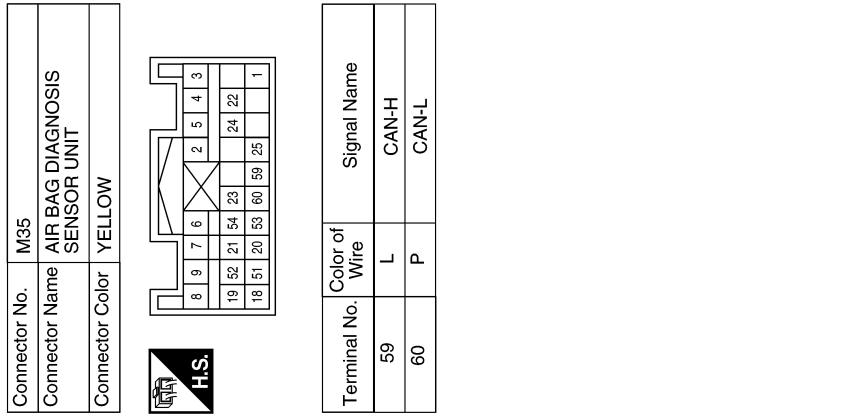 Connector No. M35
Connector Name AIR BAG DIAGNOSIS
SENSOR UNIT
Connector Color YELLOW
H.S.
8 9 7 6 2 5 4 3
19 52 21 54 23 24 22
18 51 20 53 60 59 25 1
Terminal No. Color of Wire Signal Name
59 L CAN-H
60 P CAN-L